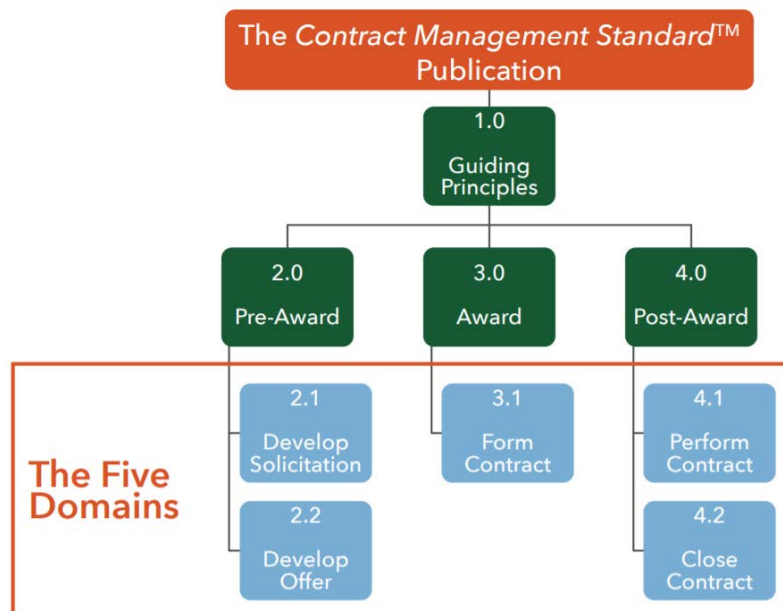 The Contract Management Standard™
Publication
1.0
Guiding
Principles
2.0
Pre-Award
3.0
Award
4.0
Post-Award
The Five
Domains
2.1
Develop
Solicitation
3.1
Form
Contract
4.1
Perform
Contract
2.2
Develop
Offer
4.2
Close
Contract